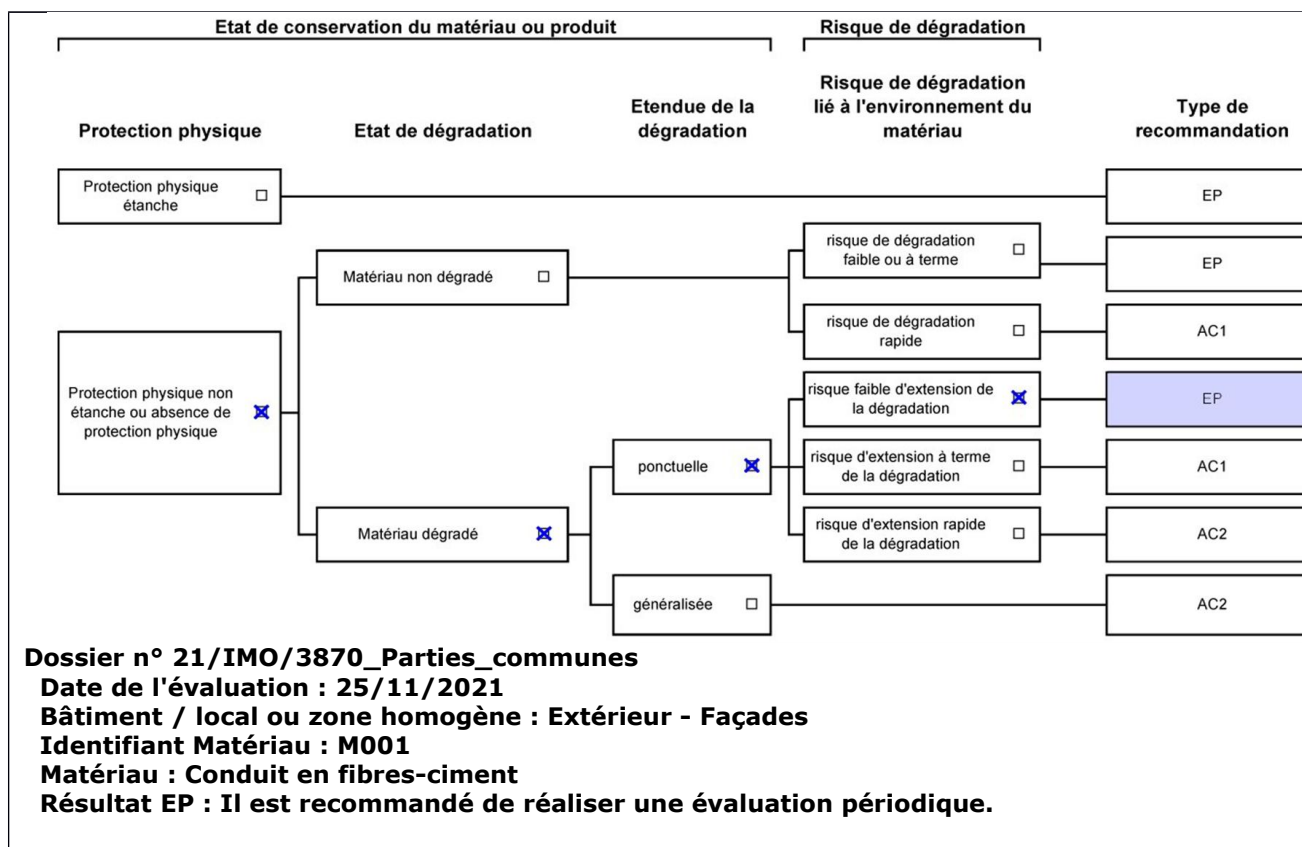 Etat de conservation du matériau ou produit
Risque de dégradation
Protection physique
Etat de dégradation
Etendue de la
dégradation
Risque de dégradation
lié à l'environnement du
matériau
Type de
recommandation
Protection physique
étanche
EP
risque de dégradation
faible ou à terme
EP
Matériau non dégradé
risque de dégradation
rapide
AC1
Protection physique non
étanche ou absence de
protection physique
risque faible d'extension de
la dégradation
EP
ponctuelle
risque d'extension à terme
de la dégradation
AC1
Matériau dégradé
risque d'extension rapide
de la dégradation
AC2
généralisée
AC2
Dossier n° 21/IMO/3870_Parties_communes
Date de l'évaluation : 25/11/2021
Bâtiment / local ou zone homogène : Extérieur - Façades
Identifiant Matériau : M001
Matériau : Conduit en fibres-ciment
Résultat EP : Il est recommandé de réaliser une évaluation périodique.